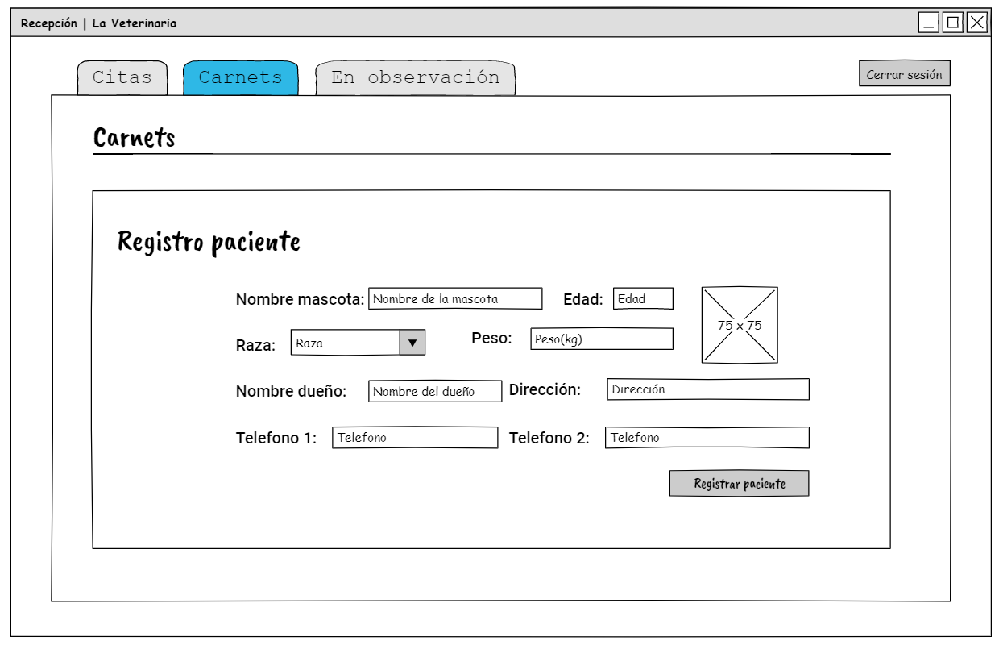 Recepción | La Veterinaria
Citas Carnets En observación Cerrar sesión
Carnets
Registro paciente
Nombre mascota: Nombre de la mascota Edad: Edad
75 x 75
Raza: Raza Peso: Peso(kg)
Nombre dueño: Nombre del dueño Dirección: Dirección
Telefono 1: Telefono Telefono 2: Telefono
Registrar paciente